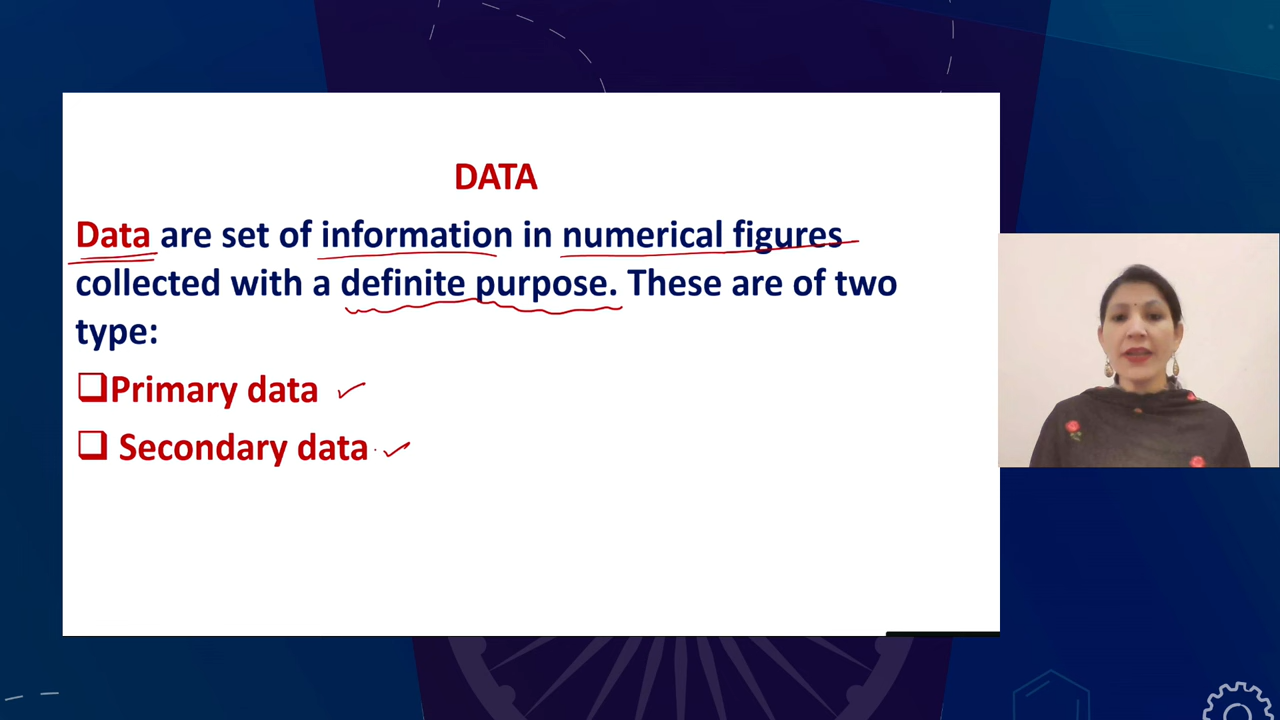 DATA
Data are set of information in numerical figures
collected with a definite purpose. These are of two
type:
Primary data
Secondary data